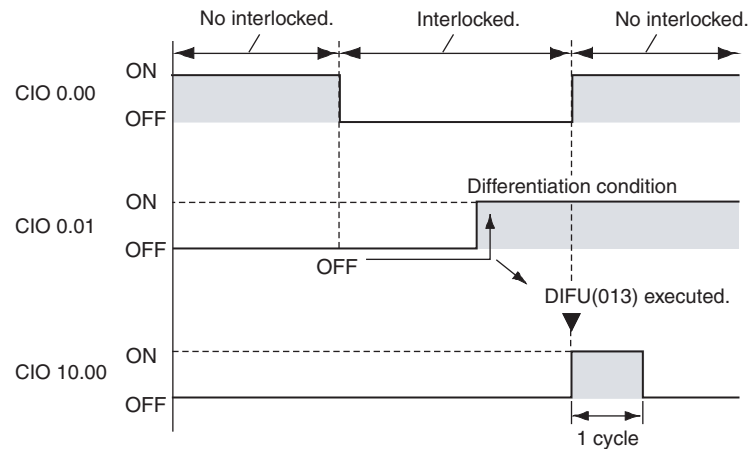 No interlocked. Interlocked. No interlocked.
ON
CIO 0.00
OFF
Differentiation condition
ON
CIO 0.01
OFF
OFF
DIFU(013) executed.
ON
CIO 10.00
OFF
1 cycle